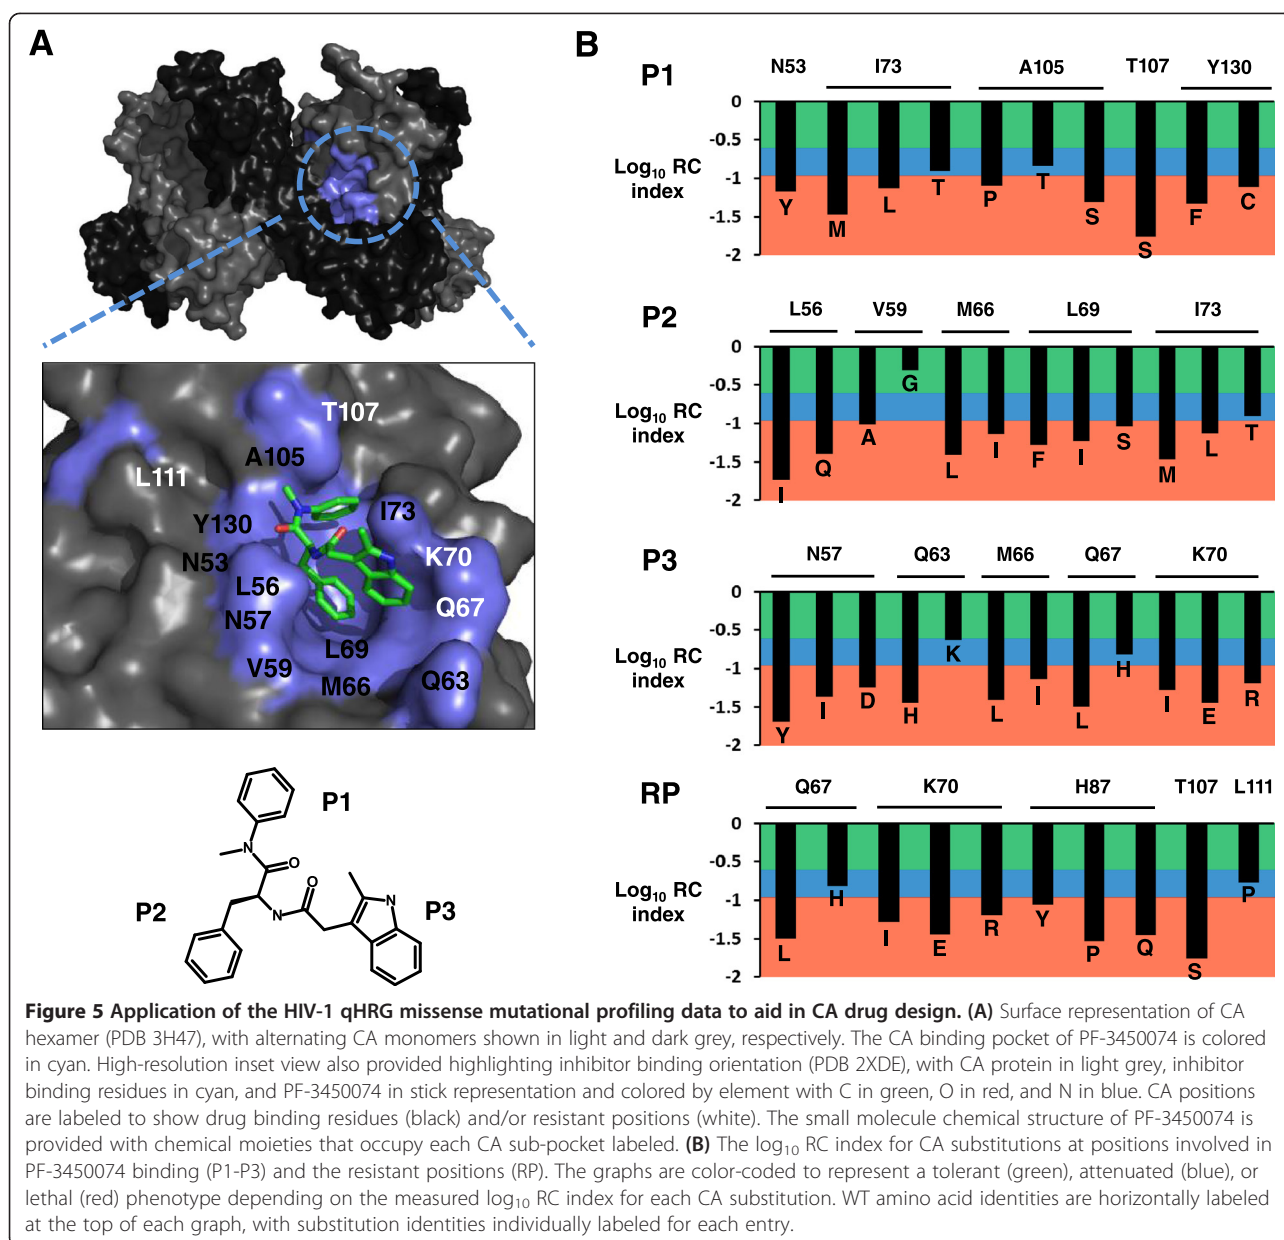 A
T107
A105
L111
Y130
I73
N53
K70
L56
N57
Q67
L69
V59
M66
Q63
P1
N
O
O
N
P2
N
P3
B
P1
N53 I73 A105 T107 Y130
0
-0.5
-1
-1.5
-2
Log10 RC
index
Y M L T P T S S F C
P2
L56 V59 M66 L69 I73
0
-0.5
-1
-1.5
-2
Log10 RC
index
I Q A G L I F I S M L T
P3
N57 Q63 M66 Q67 K70
0
-0.5
-1
-1.5
-2
Log10 RC
index
Y I D H K L I L H I E R
RP
Q67 K70 H87 T107 L111
0
-0.5
-1
-1.5
-2
Log10 RC
index
L H I E R Y P Q S P
Figure 5 Application of the HIV-1 qHRG missense mutational profiling data to aid in CA drug design. (A) Surface representation of CA
hexamer (PDB 3H47), with alternating CA monomers shown in light and dark grey, respectively. The CA binding pocket of PF-3450074 is colored
in cyan. High-resolution inset view also provided highlighting inhibitor binding orientation (PDB 2XDE), with CA protein in light grey, inhibitor
binding residues in cyan, and PF-3450074 in stick representation and colored by element with C in green, O in red, and N in blue. CA positions
are labeled to show drug binding residues (black) and/or resistant positions (white). The small molecule chemical structure of PF-3450074 is
provided with chemical moieties that occupy each CA sub-pocket labeled. (B) The log10 RC index for CA substitutions at positions involved in
PF-3450074 binding (P1-P3) and the resistant positions (RP). The graphs are color-coded to represent a tolerant (green), attenuated (blue), or
lethal (red) phenotype depending on the measured log10 RC index for each CA substitution. WT amino acid identities are horizontally labeled
at the top of each graph, with substitution identities individually labeled for each entry.